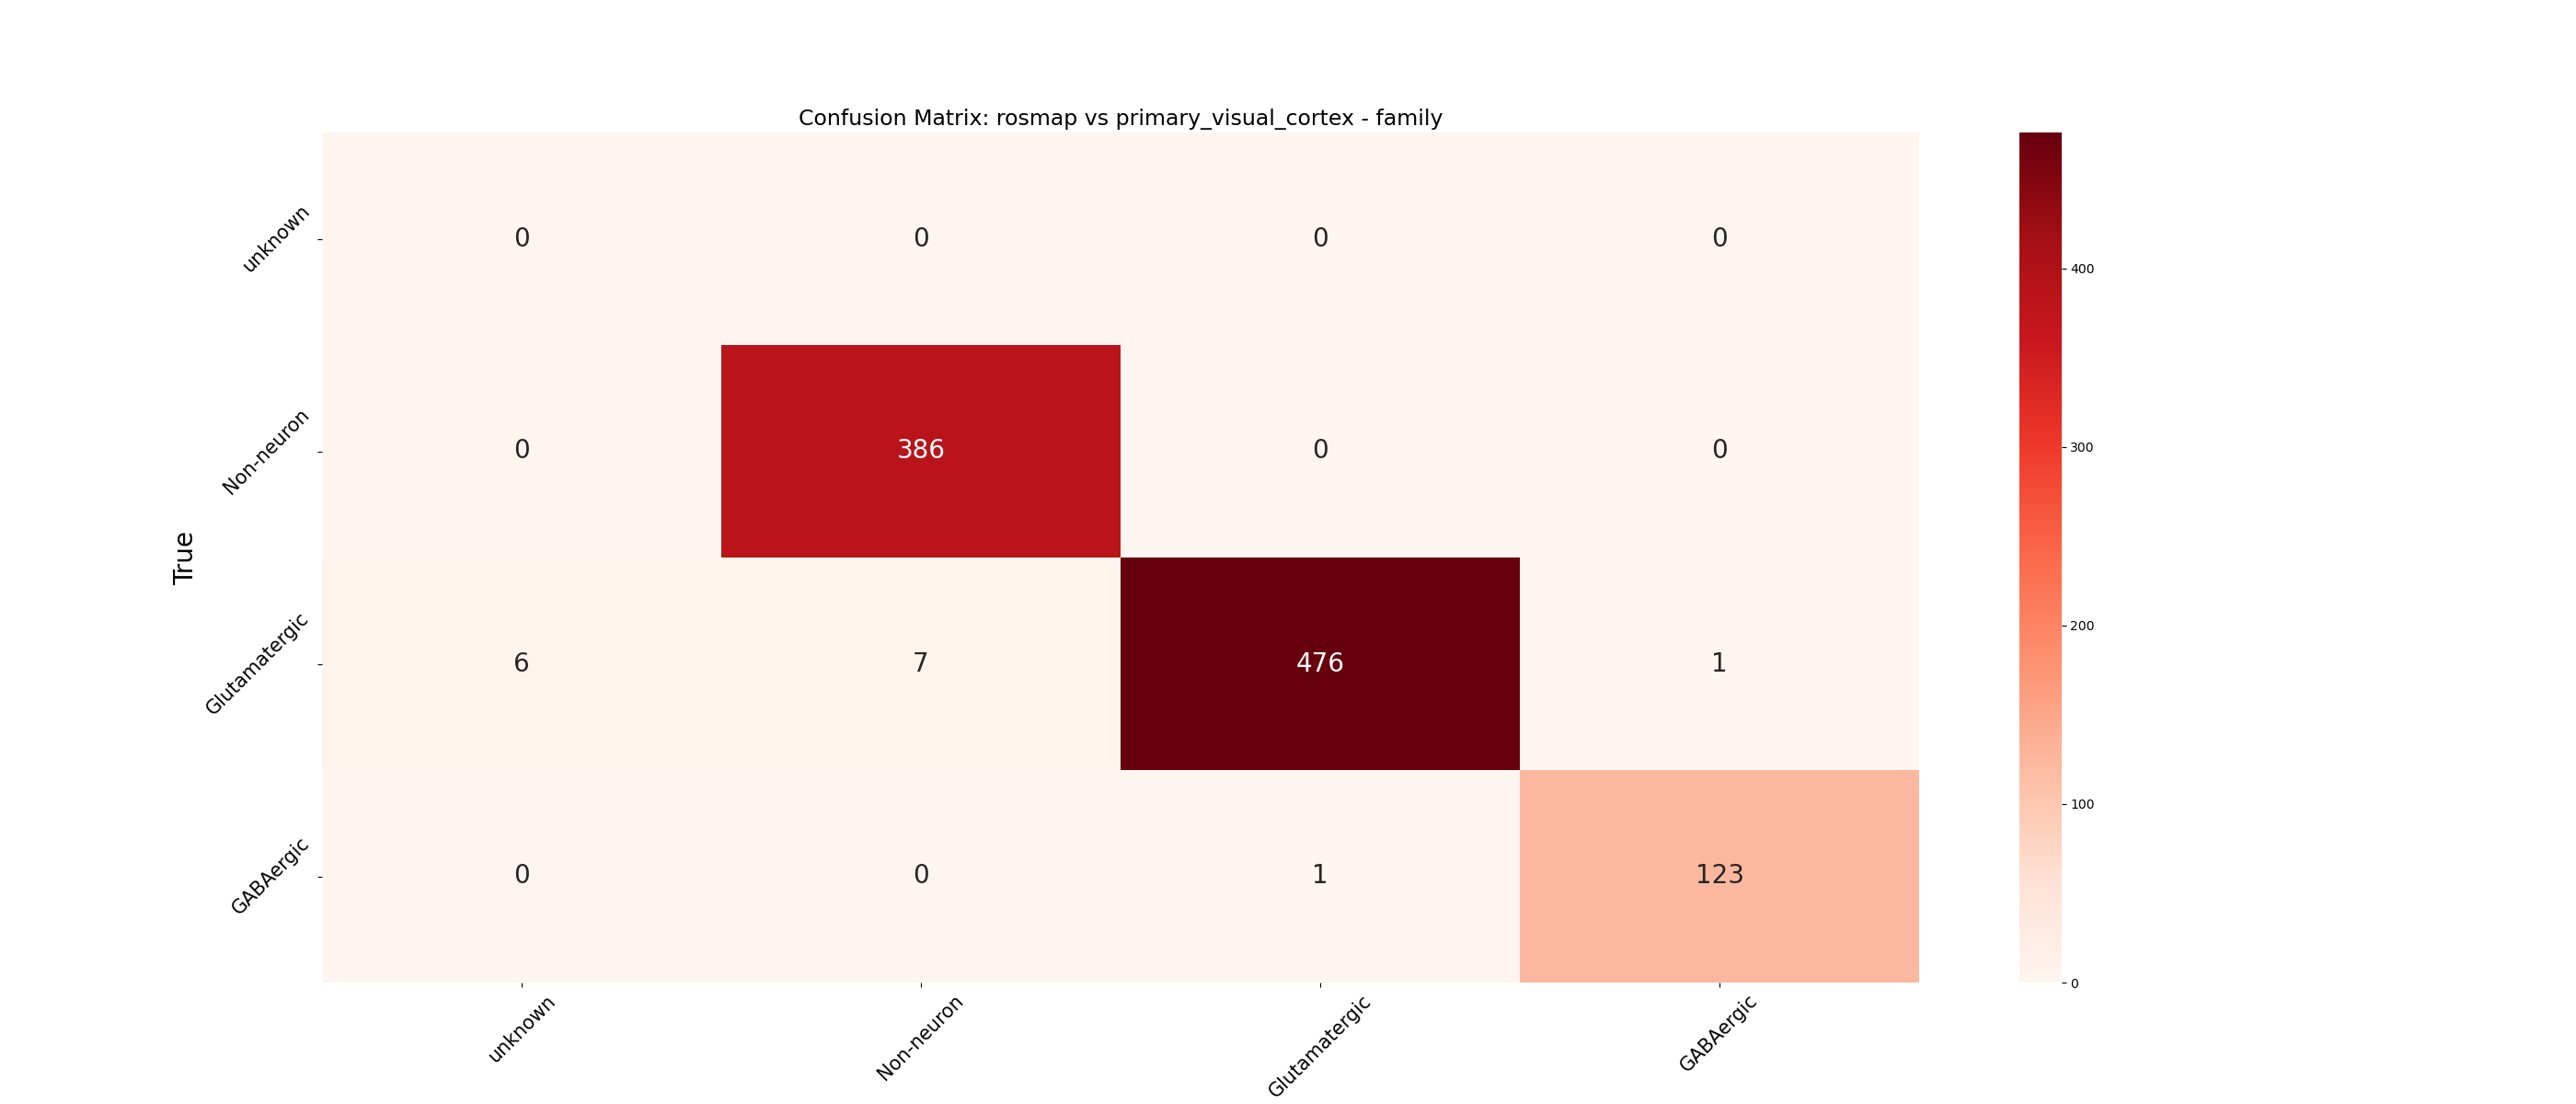 Confusion Matrix: rosmap vs primary_visual_cortex - family
unknown 0 0 0 0
Non-neuron 0 386 0 0
Glutamatergic 6 7 476 1
GABAergic 0 0 1 123
True
unknown Non-neuron Glutamatergic GABAergic
400
300
200
100
0